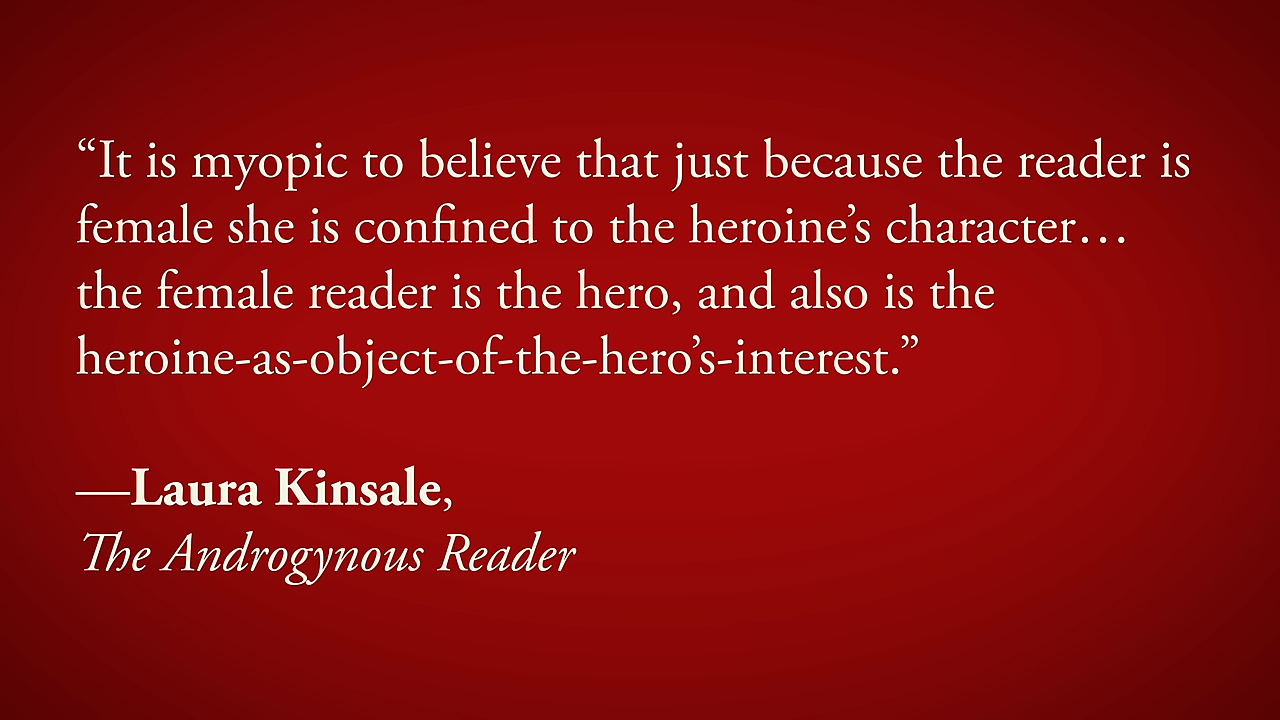 “It is myopic to believe that just because the reader is
female she is confined to the heroine’s character…
the female reader is the hero, and also is the
heroine-as-object-of-the-hero’s-interest.”
—Laura Kinsale,
The Androgynous Reader